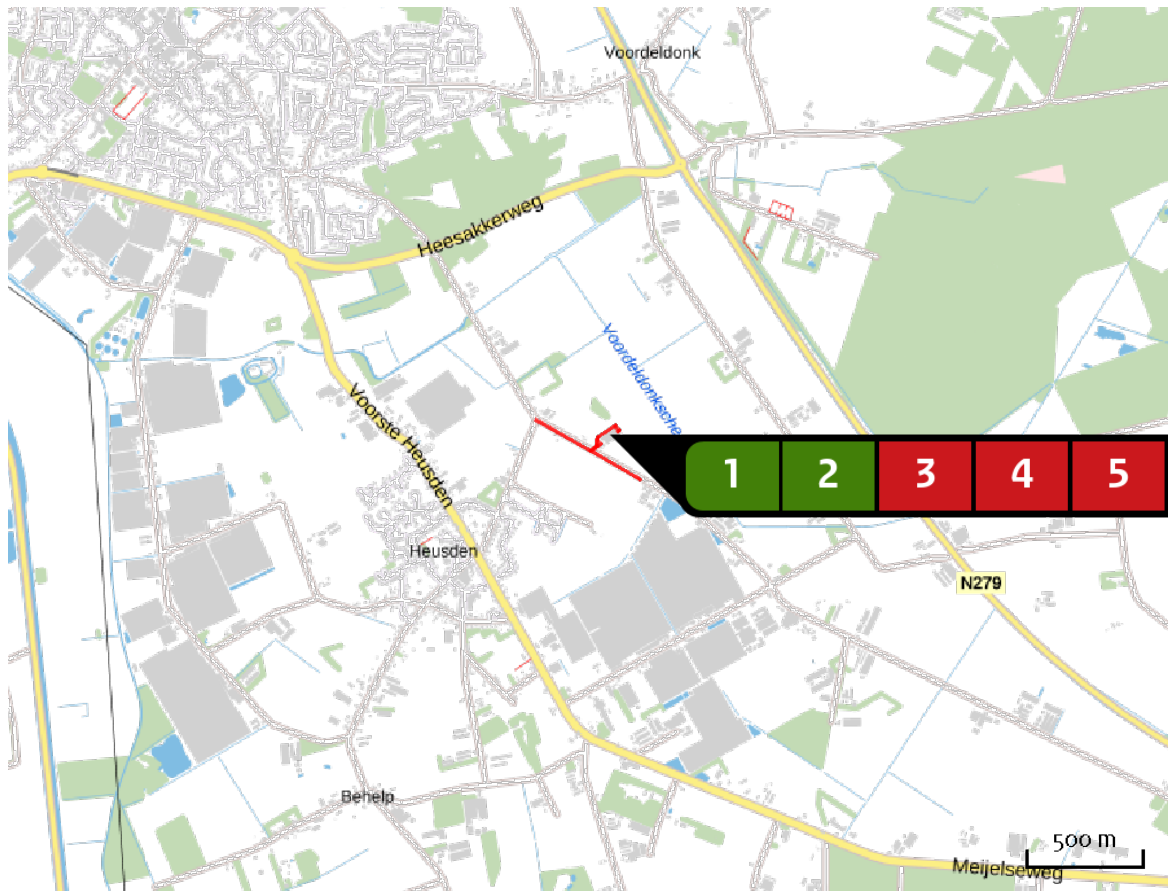 Voordeldonk
Heesakkerweg
Voordeldonksche
Voorste Heusden
1 2 3 4 5
Heusden
N279
Behelp
500 m
Meijelseweg